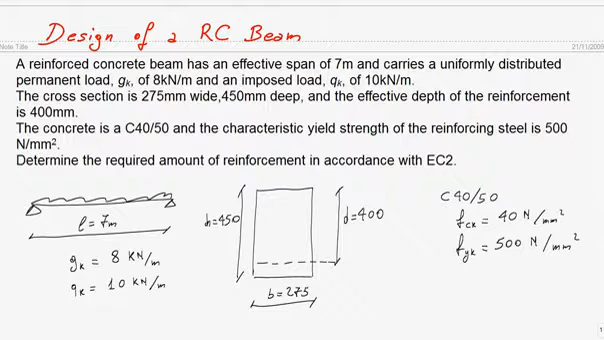 Design of a RC Beam
Note Title
21/11/2009
A reinforced concrete beam has an effective span of 7m and carries a uniformly distributed
permanent load, gk, of 8kN/m and an imposed load, qk, of 10kN/m.
The cross section is 275mm wide,450mm deep, and the effective depth of the reinforcement
is 400mm.
The concrete is a C40/50 and the characteristic yield strength of the reinforcing steel is 500
N/mm2.
Determine the required amount of reinforcement in accordance with EC2.
l = 7m
gk = 8 KN/m
qk = 10 KN/m
h=450
d=400
b=275
C40/50
fck = 40 N/mm2
fyk = 500 N/mm2
1